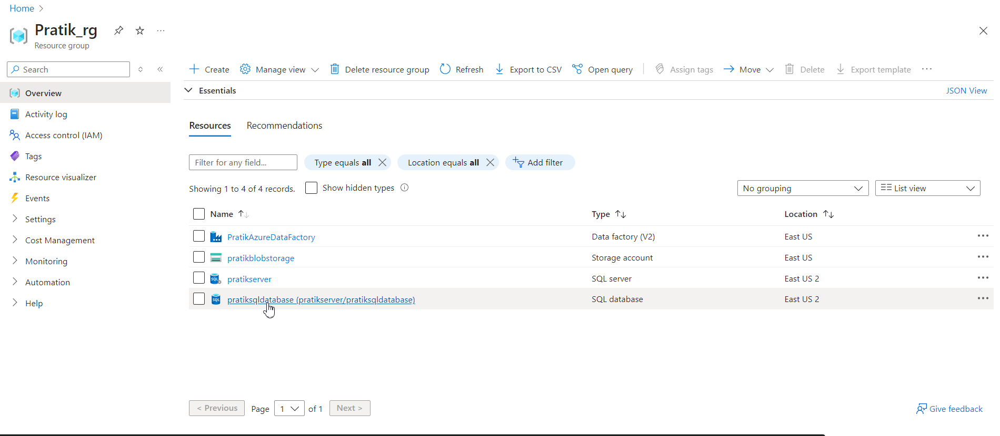 Home >
Pratik_rg ...
Resource group
Search
Overview
Activity log
Access control (IAM)
Tags
Resource visualizer
Events
Settings
Cost Management
Monitoring
Automation
Help
Create Manage view Delete resource group Refresh Export to CSV Open query Assign tags Move Delete Export template ...
Essentials JSON View
Resources Recommendations
Filter for any field... Type equals all Location equals all Add filter
Showing 1 to 4 of 4 records. Show hidden types No grouping List view
Name Type Location
PratikAzureDataFactory Data factory (V2) East US ...
pratikblobstorage Storage account East US ...
SQL pratikserver SQL server East US 2 ...
SQL pratiksqldatabase (pratikserver/pratiksqldatabase) SQL database East US 2 ...
< Previous Page 1 of 1 Next > Give feedback